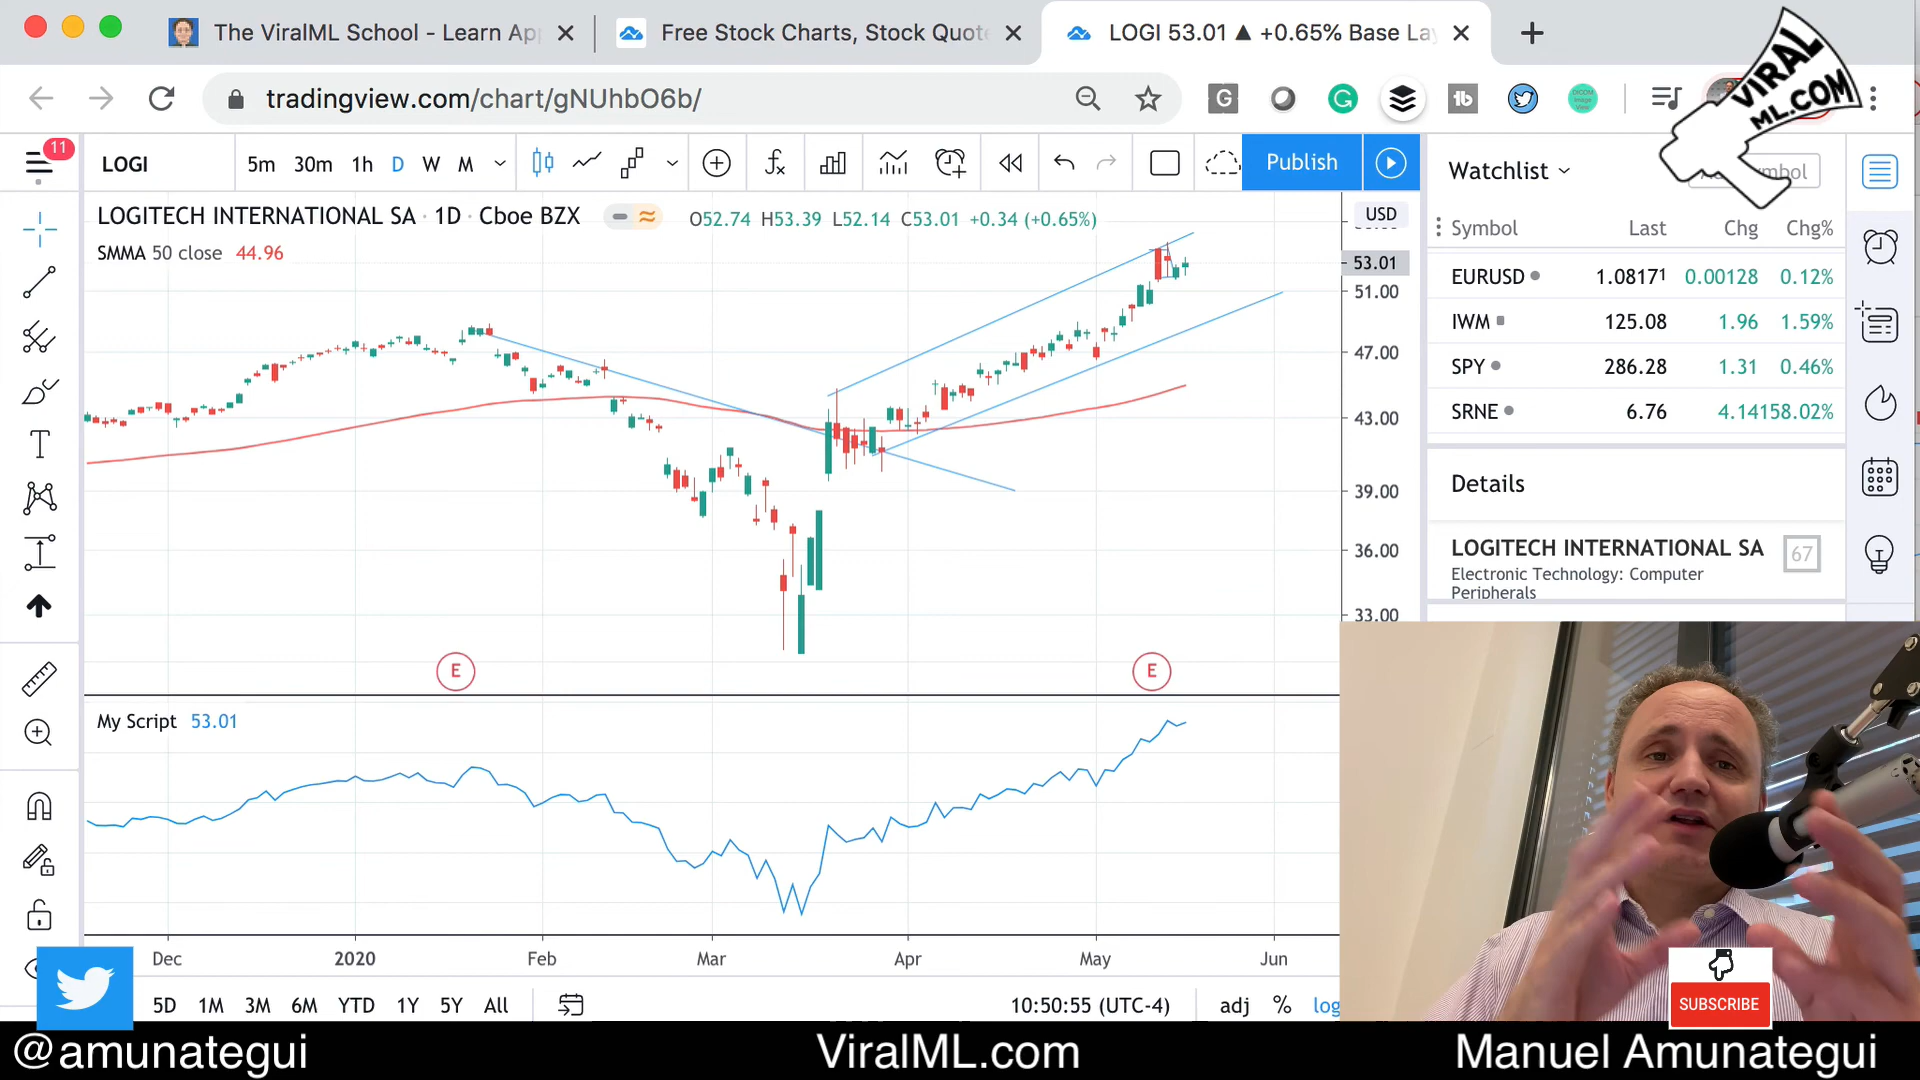 The ViralML School - Learn Ap
Free Stock Charts, Stock Quote
LOGI 53.01 ▲ +0.65% Base La
tradingview.com/chart/gNUhbO6b/
VIRAL
ML.COM
11
LOGI
5m 30m 1h D W M
Publish
Watchlist
LOGITECH INTERNATIONAL SA · 1D · Cboe BZX
O52.74 H53.39 L52.14 C53.01 +0.34 (+0.65%)
USD
SMMA 50 close 44.96
Symbol Last Chg Chg%
EURUSD 1.08171 0.00128 0.12%
IWM 125.08 1.96 1.59%
SPY 286.28 1.31 0.46%
SRNE 6.76 4.14158.02%
53.01
51.00
47.00
43.00
39.00
36.00
33.00
Details
LOGITECH INTERNATIONAL SA
67
Electronic Technology: Computer
Peripherals
E
E
My Script 53.01
Dec 2020 Feb Mar Apr May Jun
5D 1M 3M 6M YTD 1Y 5Y All
10:50:55 (UTC-4)
adj % log
SUBSCRIBE
@amunategui
ViralML.com
Manuel Amunategui